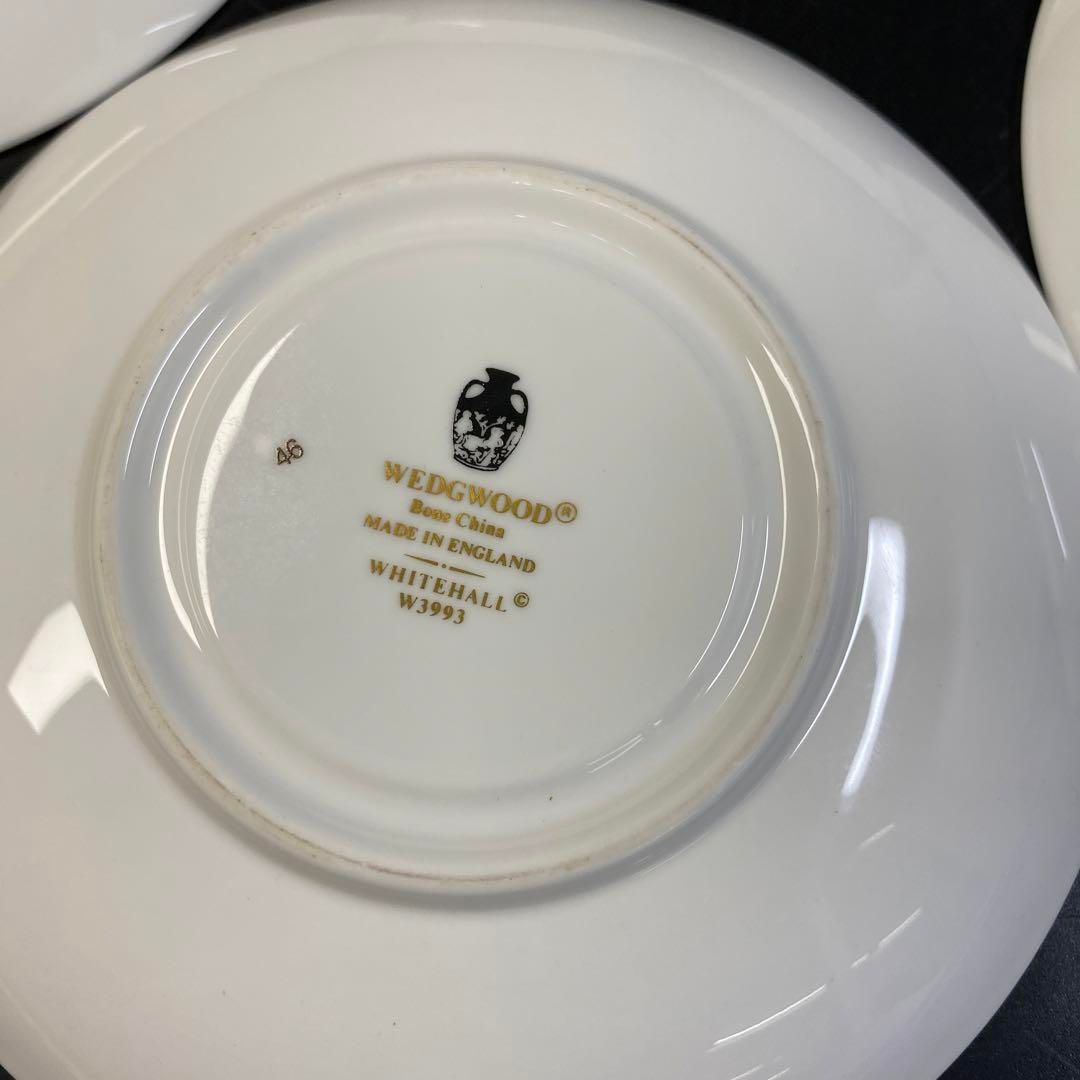 46
WEDGWOOD®
Bone China
MADE IN ENGLAND
WHITEHALL ©
W3993